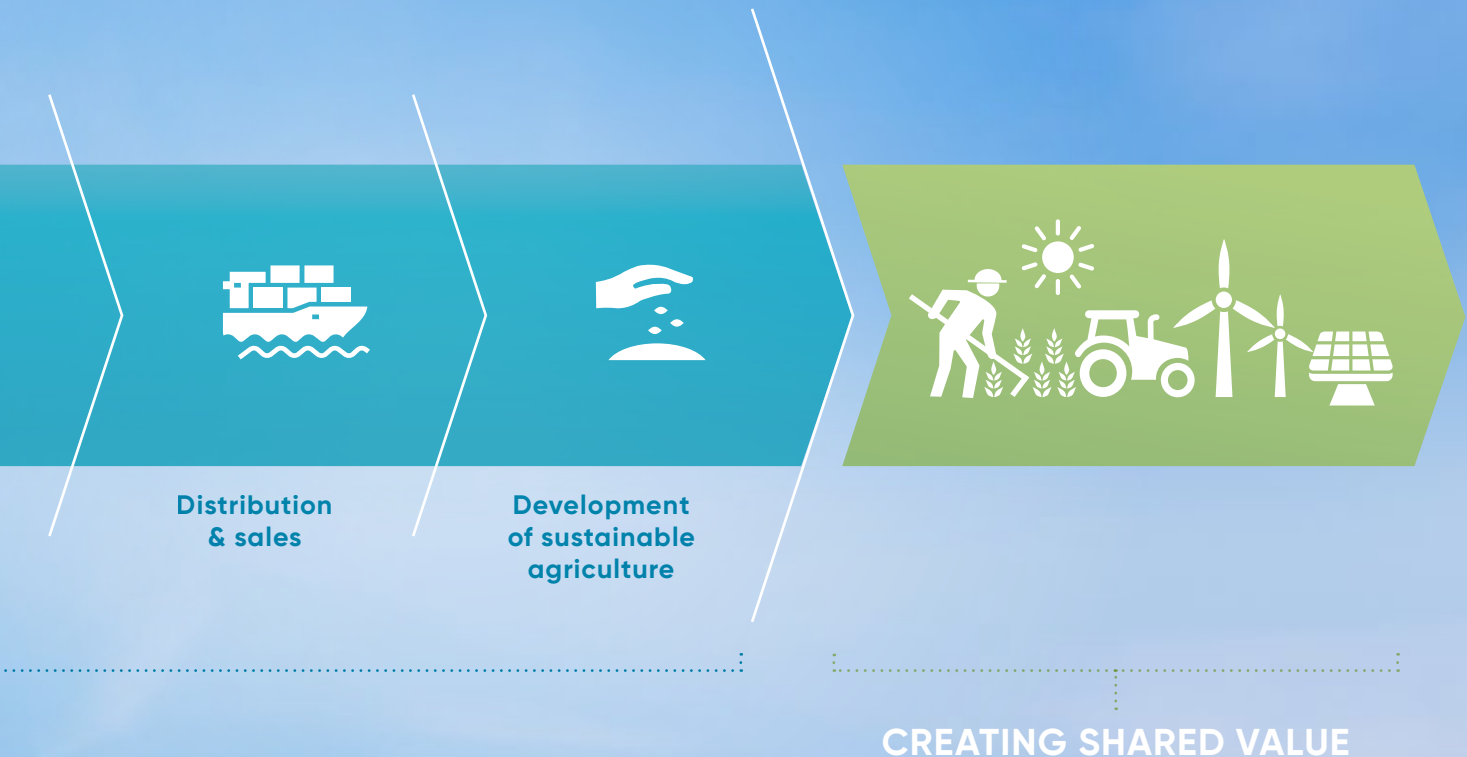 Distribution
& sales
Development
of sustainable
agriculture
CREATING SHARED VALUE